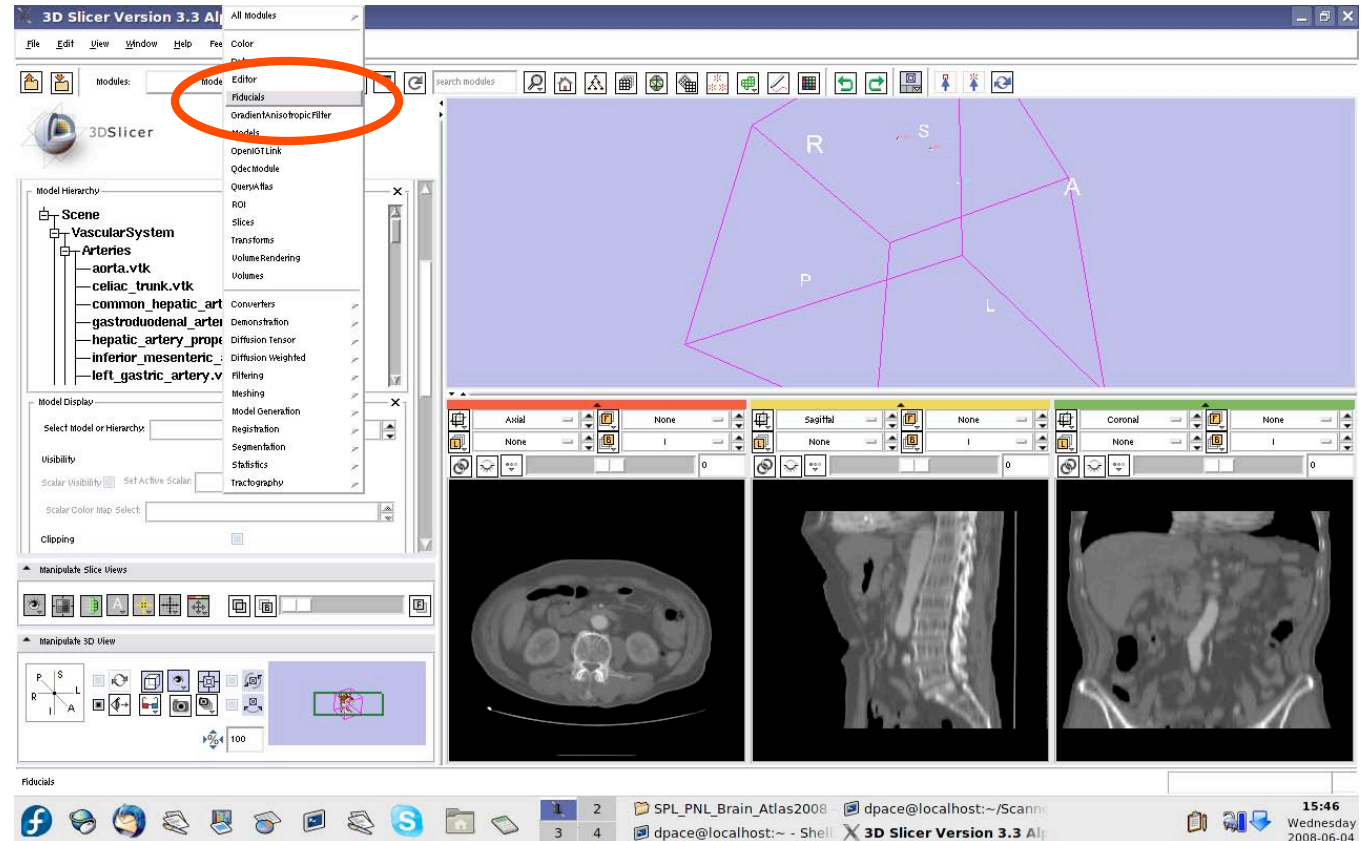 3D Slicer Version 3.3 Al
All Modules
File Edit View Window Help Fee
Color
Editor
Fiducials
GradientAnisotropicFilter
Models
OpenIGTLink
QdecModule
QueryAtlas
ROI
Slices
Transforms
VolumeRendering
Volumes
Converters
Demonstration
Diffusion Tensor
Diffusion Weighted
Filtering
Meshing
Model Generation
Registration
Segmentation
Statistics
Tractography
Modules: Mode
search modules
3DSlicer
Model Hierarchy
Scene
VascularSystem
Arteries
aorta.vtk
celiac_trunk.vtk
common_hepatic_art
gastroduodenal_arter
hepatic_artery_prope
inferior_mesenteric_
left_gastric_artery.v
Model Display
Select Model or Hierarchy:
Visibility
Scalar Visibility Set Active Scalar:
Scalar Color Map Select:
Clipping
Manipulate Slice Views
B F
Manipulate 3D View
P S
R L
I A
% 100
R S A
P L
Axial F None
L None B I
0
Sagittal F None
L None B I
0
Coronal F None
L None B I
0
Fiducials
1 2
3 4
SPL_PNL_Brain_Atlas2008 -
dpace@localhost:~/Scann
dpace@localhost:~ - Shell
3D Slicer Version 3.3 Alp
15:46
Wednesday
2008-06-04